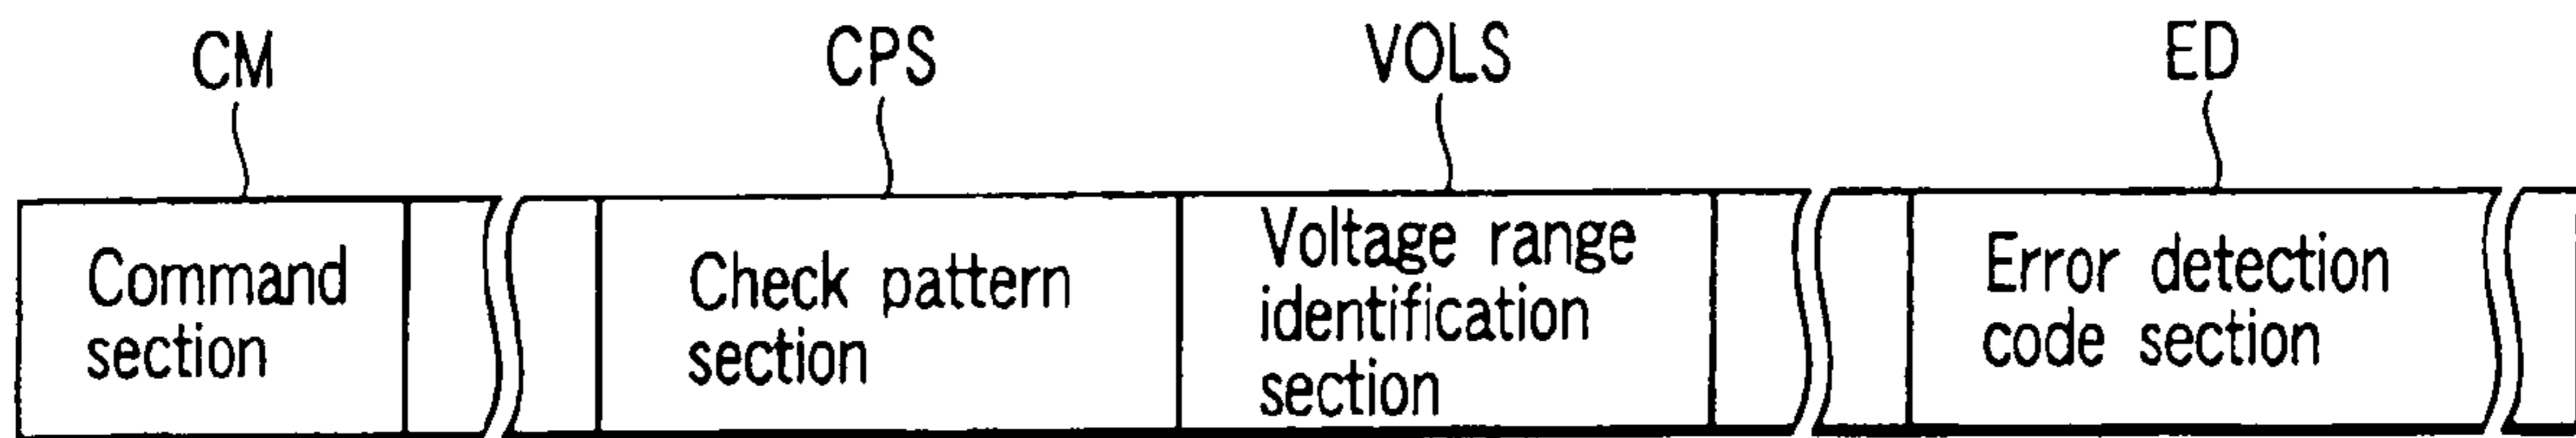 CM CPS VOLS ED
Command
section
Check pattern
section
Voltage range
identification
section
Error detection
code section